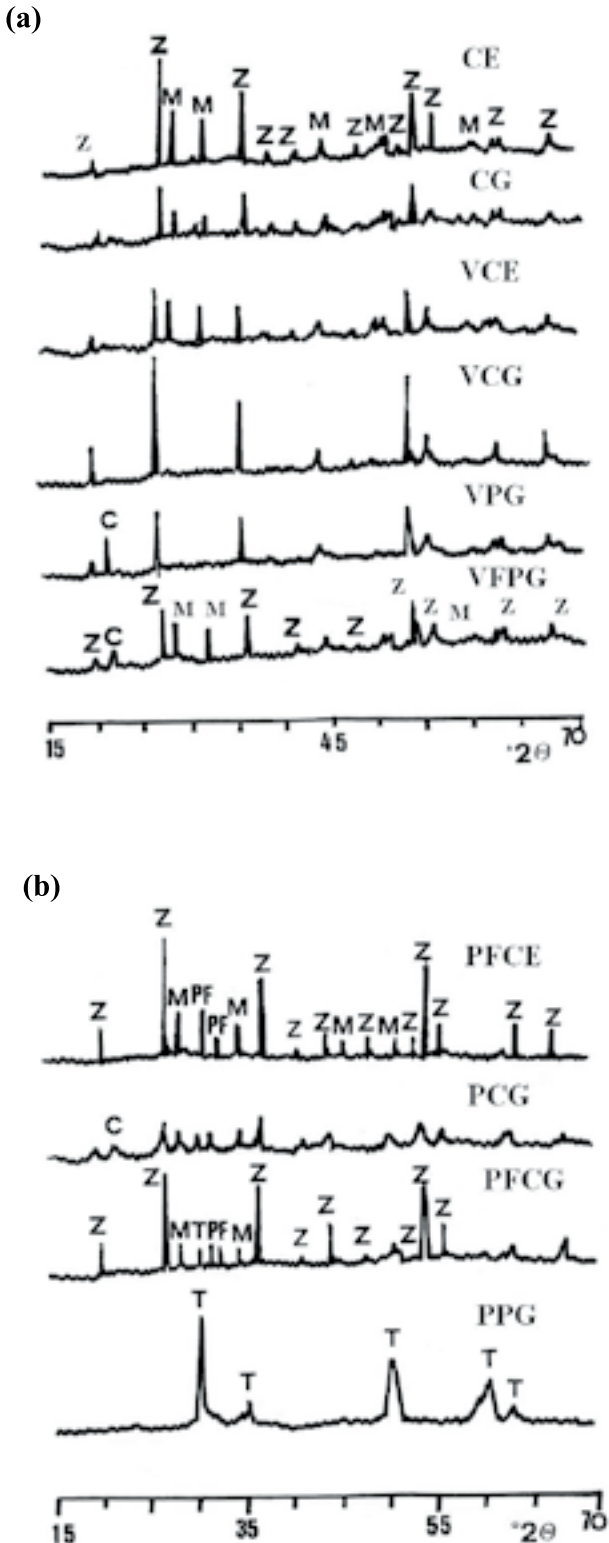 (a)
CE
Z Z M M Z Z Z M Z M Z Z Z M Z Z
CG
VCE
VCG
VPG
C
VFPG
Z C Z M M Z Z Z Z Z M Z Z
15 45 70
°2Θ
(b)
PFCE
Z Z M PF PF M Z Z Z M Z M Z Z Z Z Z
PCG
C
PFCG
Z Z M T PF M Z Z Z Z Z Z Z
PPG
T T T T T
15 35 55 °2Θ 70